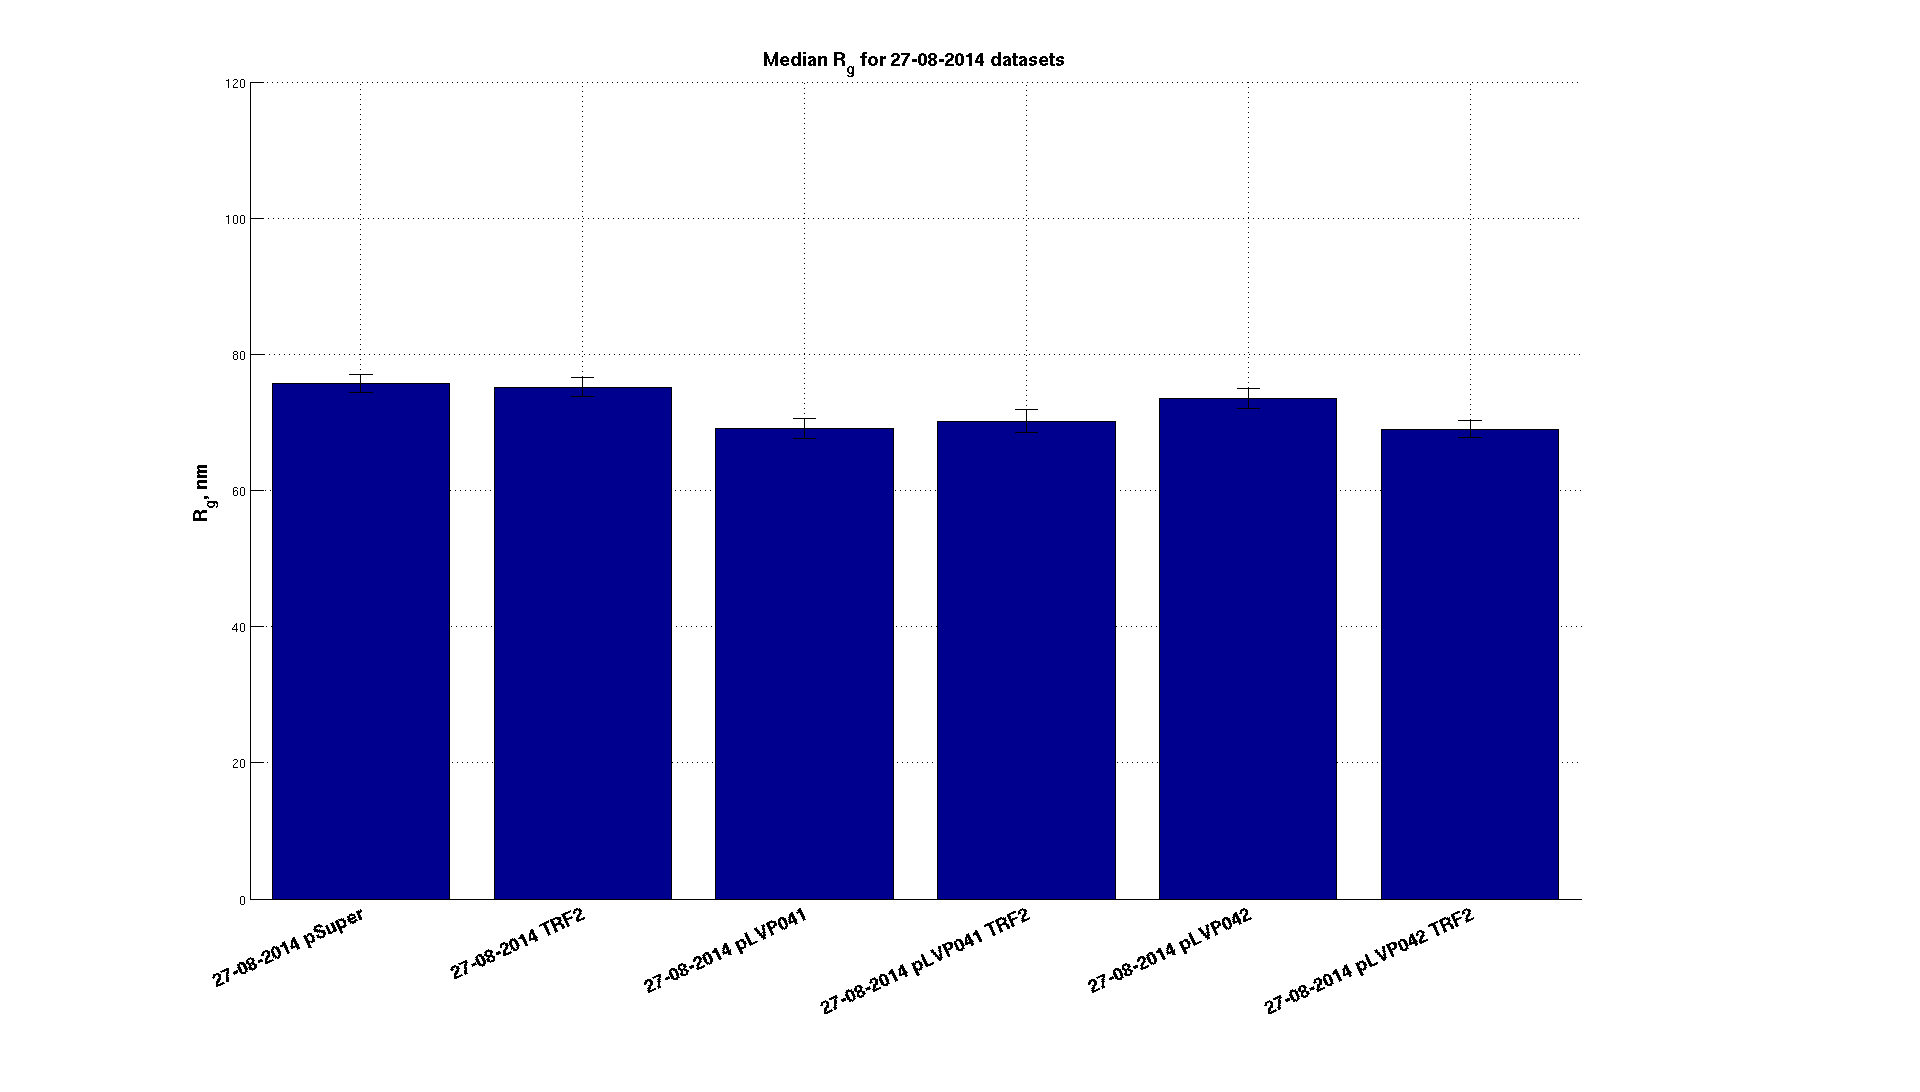 Median Rg for 27-08-2014 datasets
120
100
80
60
40
20
0
Rg, nm
27-08-2014 pSuper
27-08-2014 TRF2
27-08-2014 pLVP041
27-08-2014 pLVP041 TRF2
27-08-2014 pLVP042
27-08-2014 pLVP042 TRF2